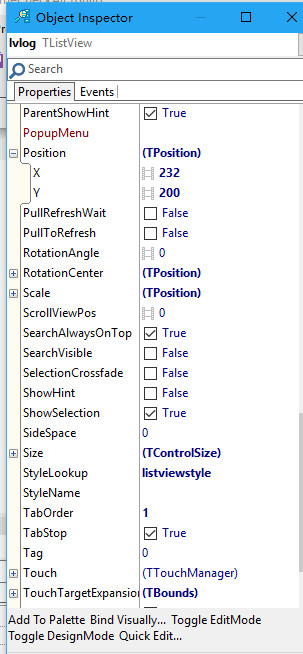 Object Inspector
lvlog TListView
Search
Properties Events
ParentShowHint True
PopupMenu
Position (TPosition)
X 232
Y 200
PullRefreshWait False
PullToRefresh False
RotationAngle 0
RotationCenter (TPosition)
Scale (TPosition)
ScrollViewPos 0
SearchAlwaysOnTop True
SearchVisible False
SelectionCrossfade False
ShowHint False
ShowSelection True
SideSpace 0
Size (TControlSize)
StyleLookup listviewstyle
StyleName
TabOrder 1
TabStop True
Tag 0
Touch (TTouchManager)
TouchTargetExpansion (TBounds)
Add To Palette Bind Visually... Toggle EditMode
Toggle DesignMode Quick Edit...